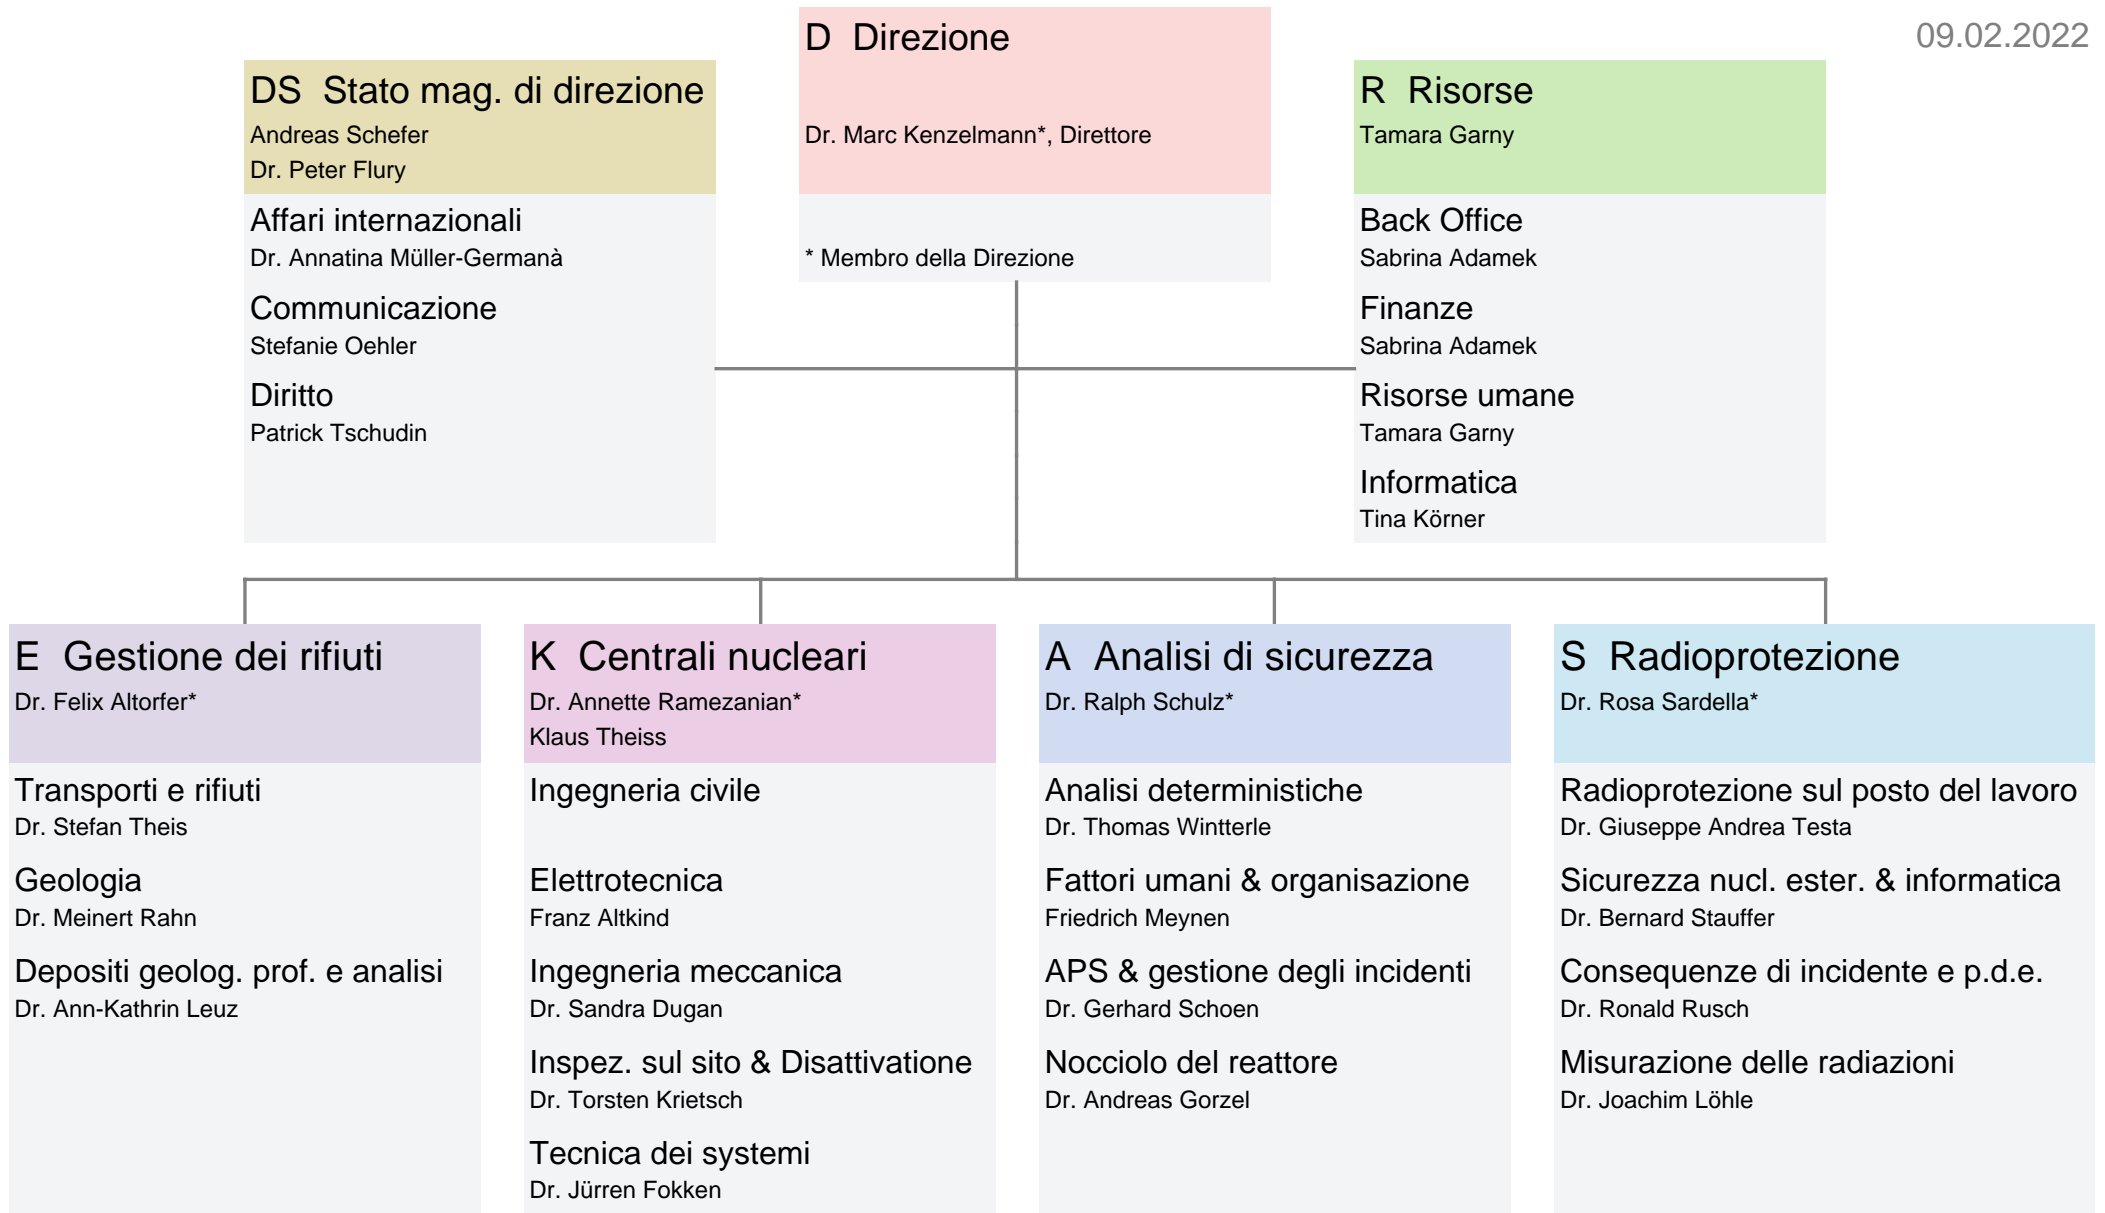 09.02.2022
D Direzione
Dr. Marc Kenzelmann*, Direttore
* Membro della Direzione
DS Stato mag. di direzione
Andreas Schefer
Dr. Peter Flury
Affari internazionali
Dr. Annatina Müller-Germanà
Communicazione
Stefanie Oehler
Diritto
Patrick Tschudin
R Risorse
Tamara Garny
Back Office
Sabrina Adamek
Finanze
Sabrina Adamek
Risorse umane
Tamara Garny
Informatica
Tina Körner
E Gestione dei rifiuti
Dr. Felix Altorfer*
Transporti e rifiuti
Dr. Stefan Theis
Geologia
Dr. Meinert Rahn
Depositi geolog. prof. e analisi
Dr. Ann-Kathrin Leuz
K Centrali nucleari
Dr. Annette Ramezanian*
Klaus Theiss
Ingegneria civile
Elettrotecnica
Franz Altkind
Ingegneria meccanica
Dr. Sandra Dugan
Inspez. sul sito & Disattivatione
Dr. Torsten Krietsch
Tecnica dei systemi
Dr. Jürren Fokken
A Analisi di sicurezza
Dr. Ralph Schulz*
Analisi deterministiche
Dr. Thomas Wintterle
Fattori umani & organisazione
Friedrich Meynen
APS & gestione degli incidenti
Dr. Gerhard Schoen
Nocciolo del reattore
Dr. Andreas Gorzel
S Radioprotezione
Dr. Rosa Sardella*
Radioprotezione sul posto del lavoro
Dr. Giuseppe Andrea Testa
Sicurezza nucl. ester. & informatica
Dr. Bernard Stauffer
Consequenze di incidente e p.d.e.
Dr. Ronald Rusch
Misurazione delle radiazioni
Dr. Joachim Löhle